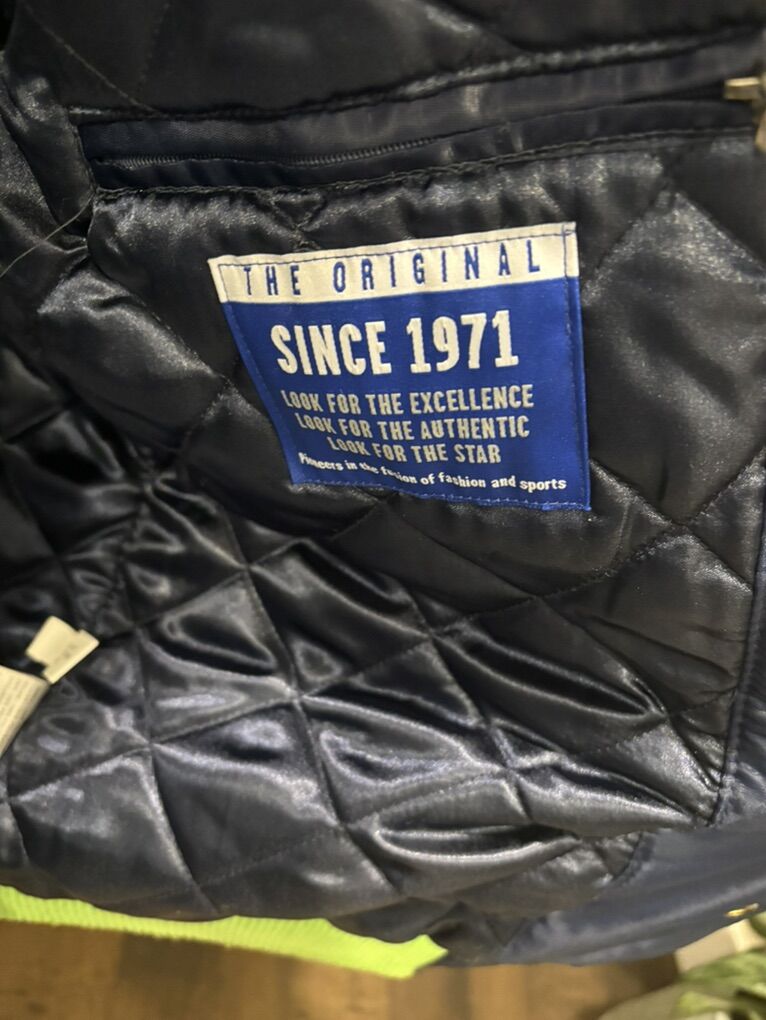 THE ORIGINAL
SINCE 1971
LOOK FOR THE EXCELLENCE
LOOK FOR THE AUTHENTIC
LOOK FOR THE STAR
Pioneers in the fusion of fashion and sports